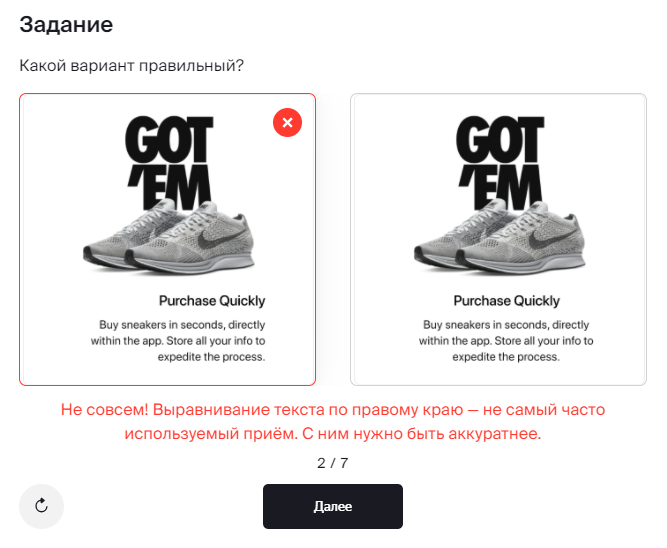 Задание
Какой вариант правильный?
GOT
'EM
Purchase Quickly
Buy sneakers in seconds, directly
within the app. Store all your info to
expedite the process.
GOT
'EM
Purchase Quickly
Buy sneakers in seconds, directly
within the app. Store all your info to
expedite the process.
Не совсем! Выравнивание текста по правому краю — не самый часто
используемый приём. С ним нужно быть аккуратнее.
2 / 7
Далее